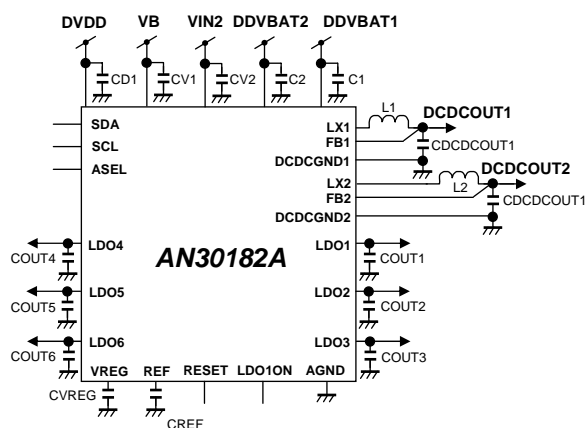 DVDD VB VIN2 DDVBAT2 DDVBAT1
CD1 CV1 CV2 C2 C1
L1
SDA LX1 DCDCOUT1
SCL FB1 CDCDCOUT1
ASEL DCDCGND1
DCDCOUT2
LX2 L2
FB2 CDCDCOUT1
DCDCGND2
LDO4 AN30182A LDO1
COUT4 COUT1
LDO5 LDO2
COUT5 COUT2
LDO6 LDO3
COUT6 COUT3
VREG REF RESET LDO1ON AGND
CVREG
CREF